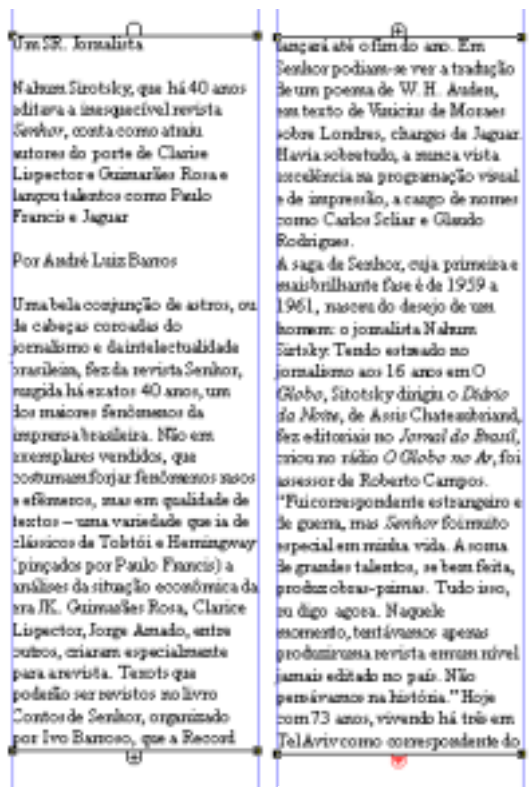 Um SR. Jornalista
Nahum Sirotsky, que há 40 anos
editava a inesquecível revista
Senhor, conta como atraiu
autores do porte de Clarise
Lispector e Guimarães Rosa e
lançou talentos como Paulo
Francis e Jaguar
Por André Luiz Barros
Uma bela conjunção de astros, ou
de cabeças coroadas do
jornalismo e da intelectualidade
brasileira, fez da revista Senhor,
surgida há exatos 40 anos, um
dos maiores fenômenos da
imprensa brasileira. Não em
exemplares vendidos, que
costumam forjar fenômenos rasos
e efêmeros, mas em qualidade de
textos – uma variedade que ia de
clássicos de Tolstói e Hemingway
(pinçados por Paulo Francis) a
análises da situação econômica da
era JK. Guimarães Rosa, Clarice
Lispector, Jorge Amado, entre
outros, criaram especialmente
para a revista. Texots que
poderão ser revistos no livro
Contos de Senhor, organizado
por Ivo Barroso, que a Record
lançará até o fim do ano. Em
Senhor podiam-se ver a tradução
de um poema de W. H. Auden,
em texto de Vinicius de Moraes
sobre Londres, charges de Jaguar.
Havia sobretudo, a nunca vista
excelência na programação visual
e de impressão, a cargo de nomes
como Carlos Scliar e Glaudo
Rodrigues.
A saga de Senhor, cuja primeira e
mais brilhante fase é de 1959 a
1961, nasceu do desejo de um
homem: o jornalista Nahum
Sirtsky. Tendo estreado no
jornalismo aos 16 anos em O
Globo, Sitotsky dirigiu o Diário
da Noite, de Assis Chateaubriand,
fez editoriais no Jornal do Brasil,
criou no rádio O Globo no Ar, foi
assessor de Roberto Campos.
"Fui correspondente estrangeiro e
de guerra, mas Senhor foi muito
especial em minha vida. A soma
de grandes talentos, se bem feita,
produz obras-primas. Tudo isso,
eu digo agora. Naquele
momento, tentávamos apenas
produzir uma revista em um nível
jamais editado no país. Não
pensávamos na história." Hoje
com 73 anos, vivendo há três em
Tel Aviv como correspondente do